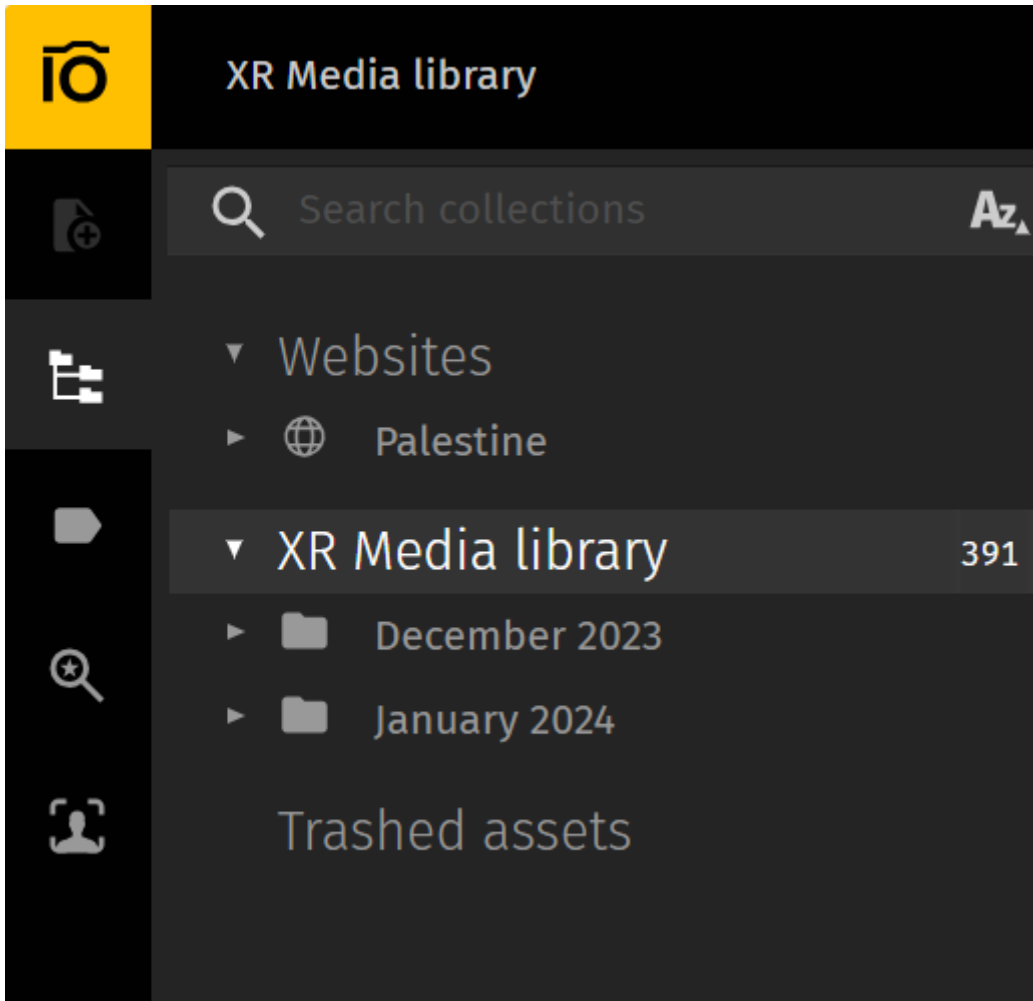 XR Media library
Search collections
Az
Websites
Palestine
XR Media library 391
December 2023
January 2024
Trashed assets